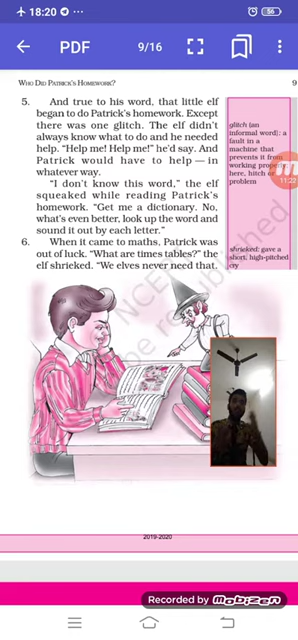 18:20
56
PDF
9/16
WHO DID PATRICK'S HOMEWORK?
9
5. And true to his word, that little elf
began to do Patrick's homework. Except
there was one glitch. The elf didn't
always know what to do and he needed
help. "Help me! Help me!" he'd say. And
Patrick would have to help — in
whatever way.
"I don't know this word," the elf
squeaked while reading Patrick's
homework. "Get me a dictionary. No,
what's even better, look up the word and
sound it out by each letter."
6. When it came to maths, Patrick was
out of luck. "What are times tables?" the
elf shrieked. "We elves never need that.
glitch (an
informal word): a
fault in a
machine that
prevents it from
working properly;
here, hitch or
problem
11:22
shrieked: gave a
short, high-pitched
cry
be republished
2019-2020
Recorded by Mobizen